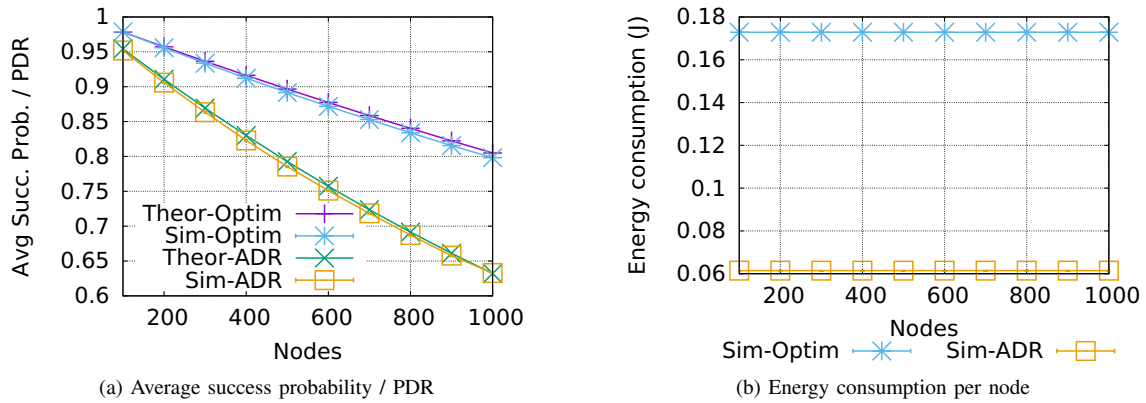 1
0.95
0.9
0.85
0.8
0.75
0.7
0.65
0.6
Avg Succ. Prob. / PDR
Theor-Optim
Sim-Optim
Theor-ADR
Sim-ADR
200 400 600 800 1000
Nodes
(a) Average success probability / PDR
0.18
0.16
0.14
0.12
0.1
0.08
0.06
Energy consumption (J)
200 400 600 800 1000
Nodes
Sim-Optim Sim-ADR
(b) Energy consumption per node